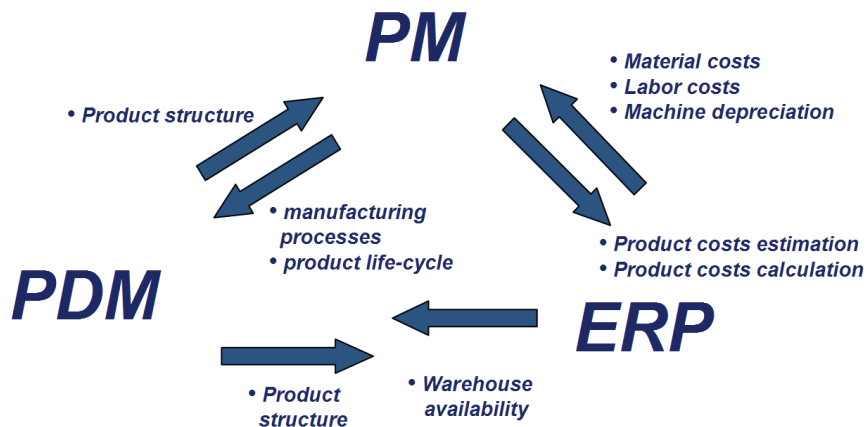 PM
• Material costs
• Labor costs
• Machine depreciation
• Product structure
• manufacturing
processes
• product life-cycle
• Product costs estimation
• Product costs calculation
PDM
ERP
• Product
structure
• Warehouse
availability